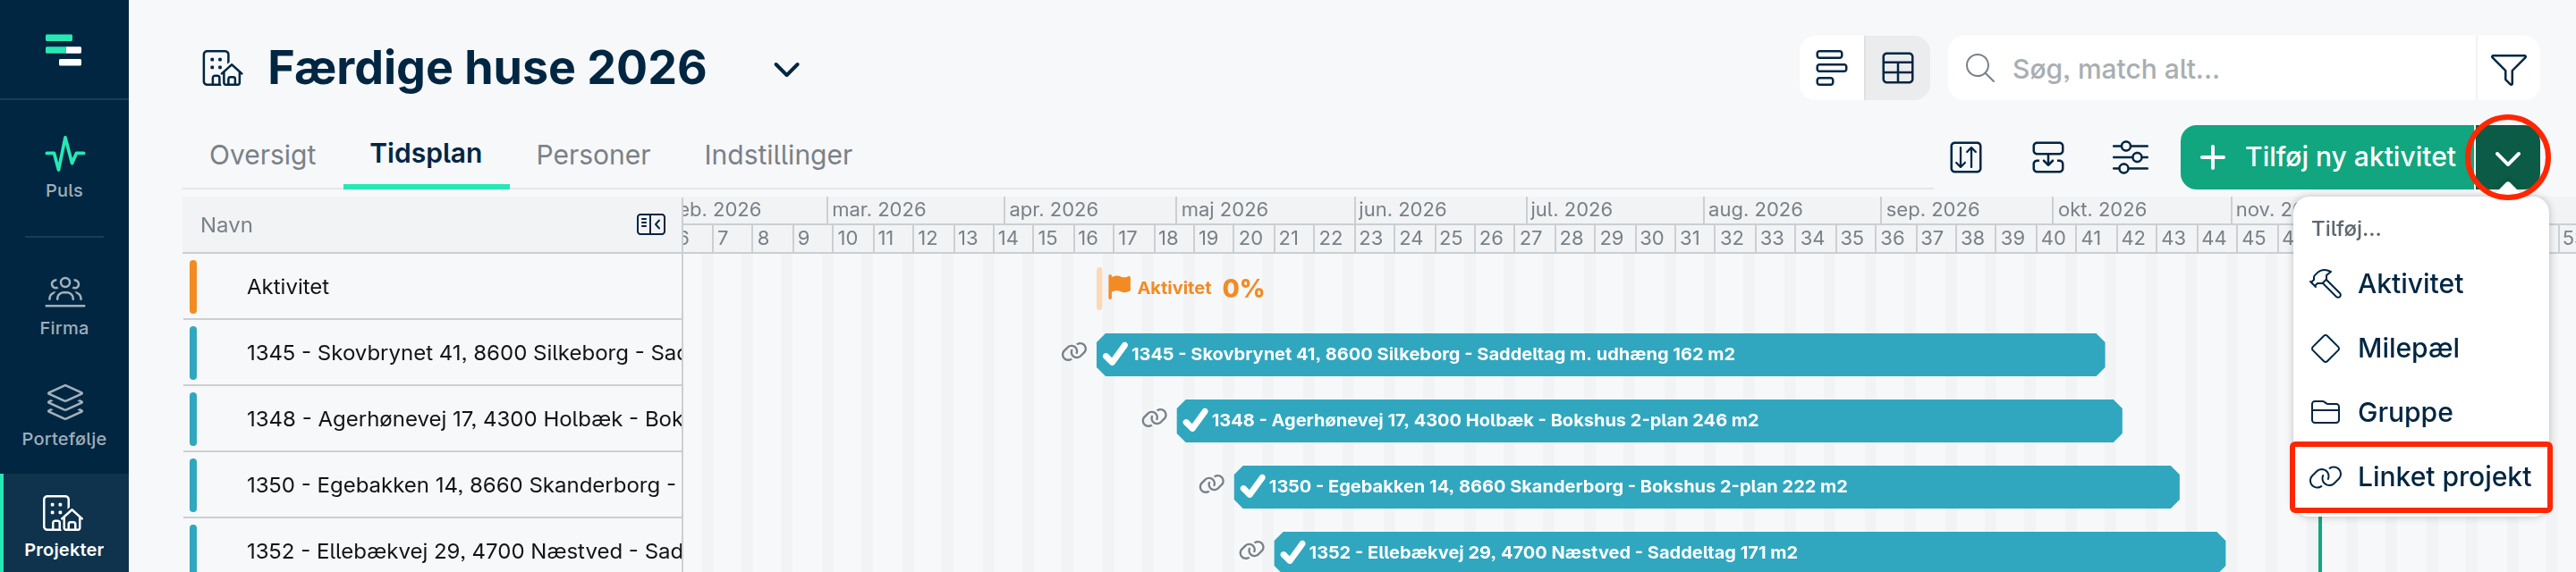 Færdige huse 2026
Søg, match alt...
Oversigt
Tidsplan
Personer
Indstillinger
Tilføj ny aktivitet
Puls
Firma
Portefølje
Projekter
Navn
eb. 2026 mar. 2026 apr. 2026 maj 2026 jun. 2026 jul. 2026 aug. 2026 sep. 2026 okt. 2026 nov. 2
7 8 9 10 11 12 13 14 15 16 17 18 19 20 21 22 23 24 25 26 27 28 29 30 31 32 33 34 35 36 37 38 39 40 41 42 43 44 45
Aktivitet
Aktivitet 0%
1345 - Skovbrynet 41, 8600 Silkeborg - Sad
1345 - Skovbrynet 41, 8600 Silkeborg - Saddeltag m. udhæng 162 m2
1348 - Agerhønevej 17, 4300 Holbæk - Bok
1348 - Agerhønevej 17, 4300 Holbæk - Bokshus 2-plan 246 m2
1350 - Egebakken 14, 8660 Skanderborg -
1350 - Egebakken 14, 8660 Skanderborg - Bokshus 2-plan 222 m2
1352 - Ellebækvej 29, 4700 Næstved - Sad
1352 - Ellebækvej 29, 4700 Næstved - Saddeltag 171 m2
Tilføj...
Aktivitet
Milepæl
Gruppe
Linket projekt